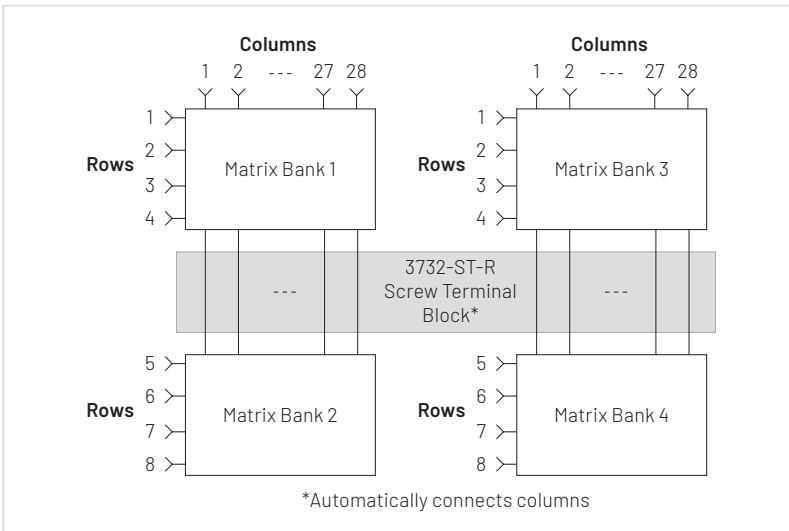 Columns
1 2 --- 27 28
Rows
1
2
3
4
Matrix Bank 1
Columns
1 2 --- 27 28
Rows
1
2
3
4
Matrix Bank 3
---
3732-ST-R
Screw Terminal
Block*
---
Rows
5
6
7
8
Matrix Bank 2
Rows
5
6
7
8
Matrix Bank 4
*Automatically connects columns